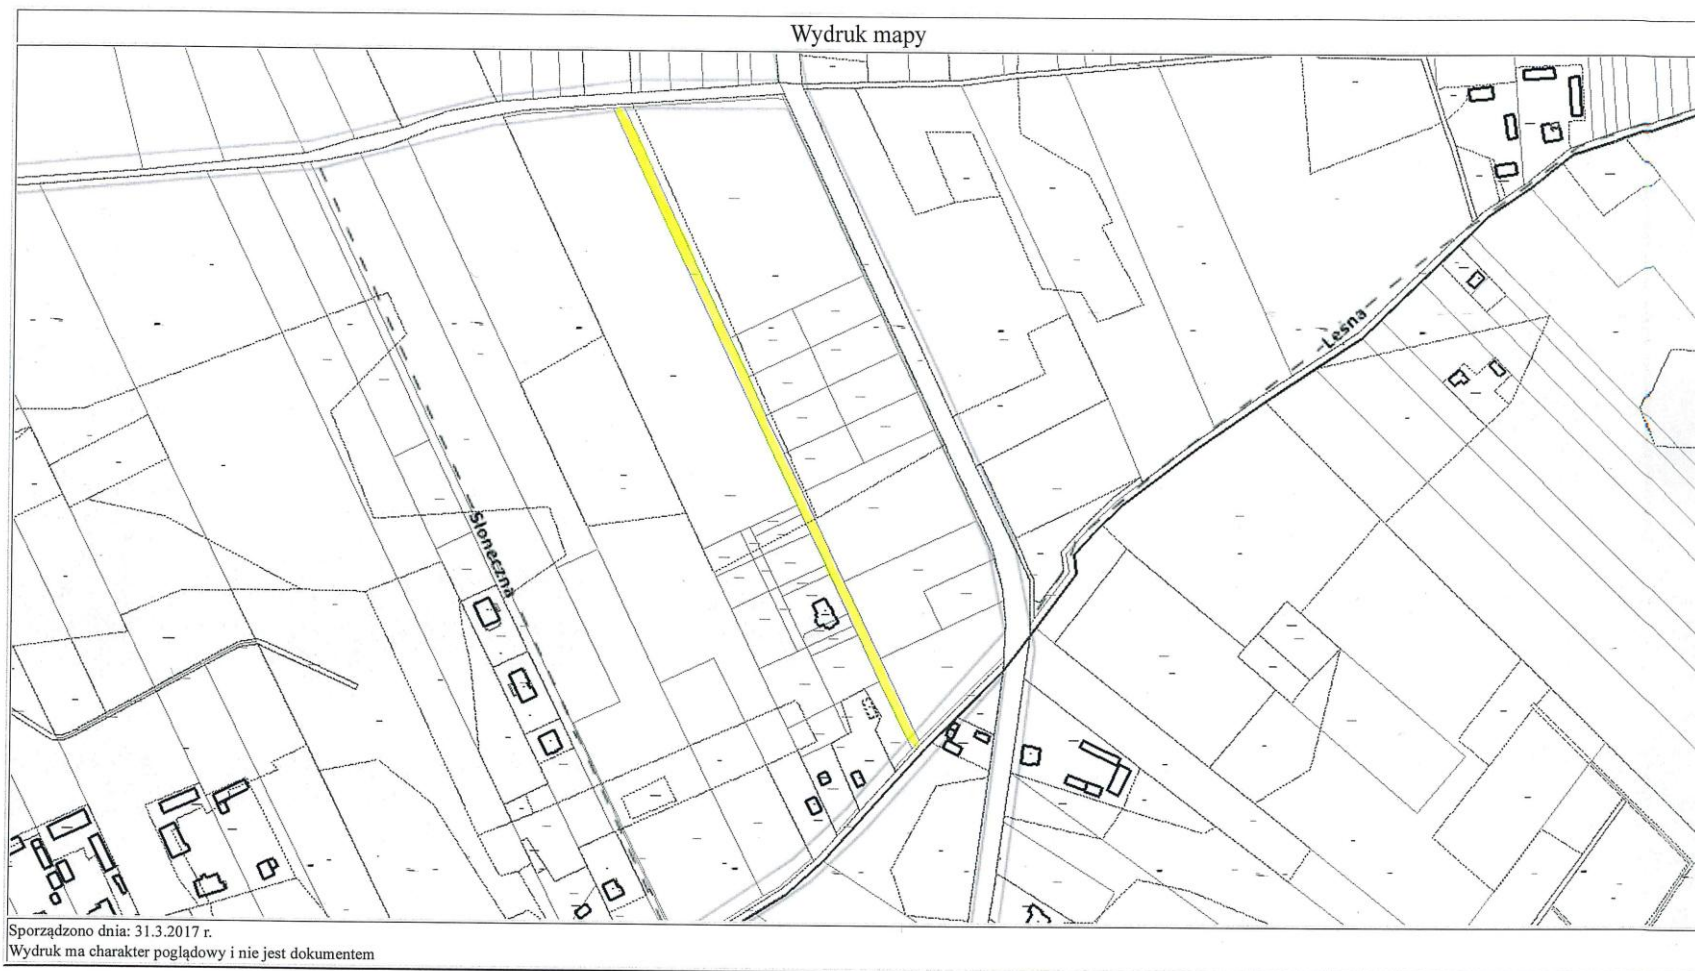 Wydruk mapy
Leśna
Słoneczna
Sporządzono dnia: 31.3.2017 r.
Wydruk ma charakter poglądowy i nie jest dokumentem